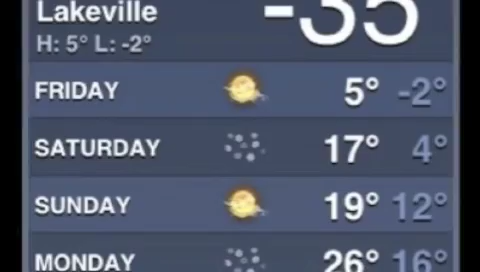 Lakeville -35
H: 5° L: -2°
FRIDAY 5° -2°
SATURDAY 17° 4°
SUNDAY 19° 12°
MONDAY 26° 16°